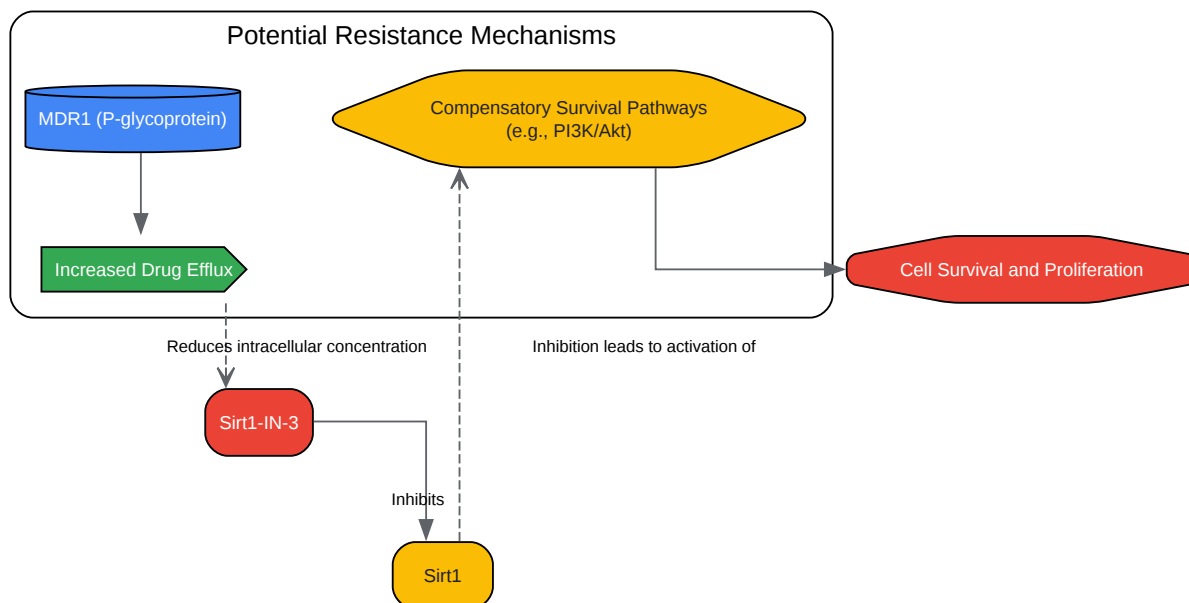 Potential Resistance Mechanisms
MDR1 (P-glycoprotein)
Compensatory Survival Pathways
(e.g., PI3K/Akt)
Increased Drug Efflux
Cell Survival and Proliferation
Reduces intracellular concentration
Inhibition leads to activation of
Sirt1-IN-3
Inhibits
Sirt1